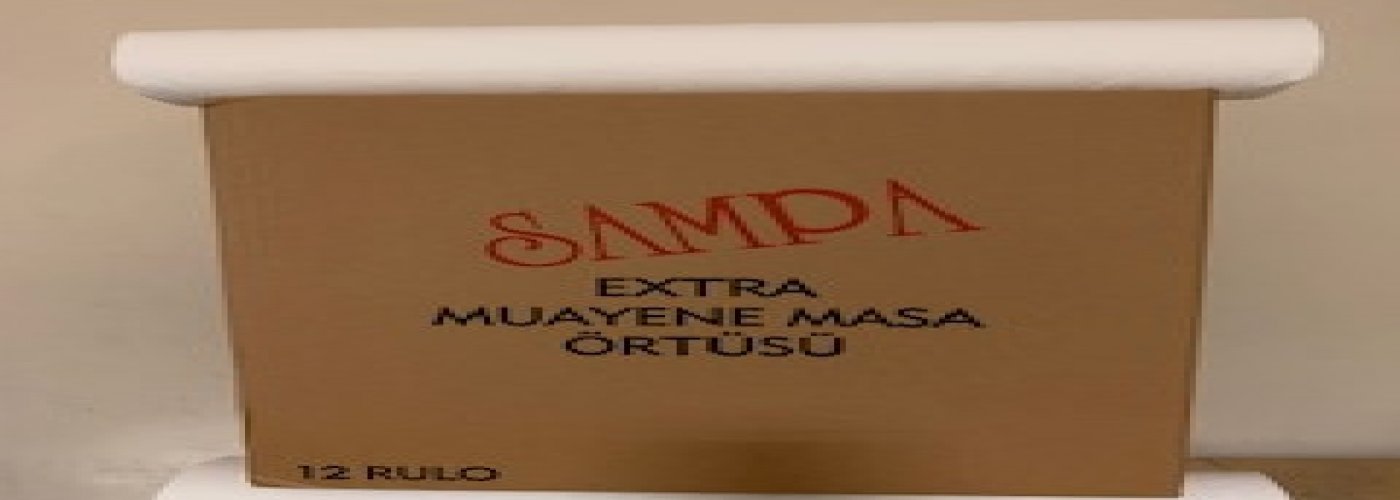 SAMPA
EXTRA
MUAYENE MASA
ÖRTÜSÜ
12 RULO